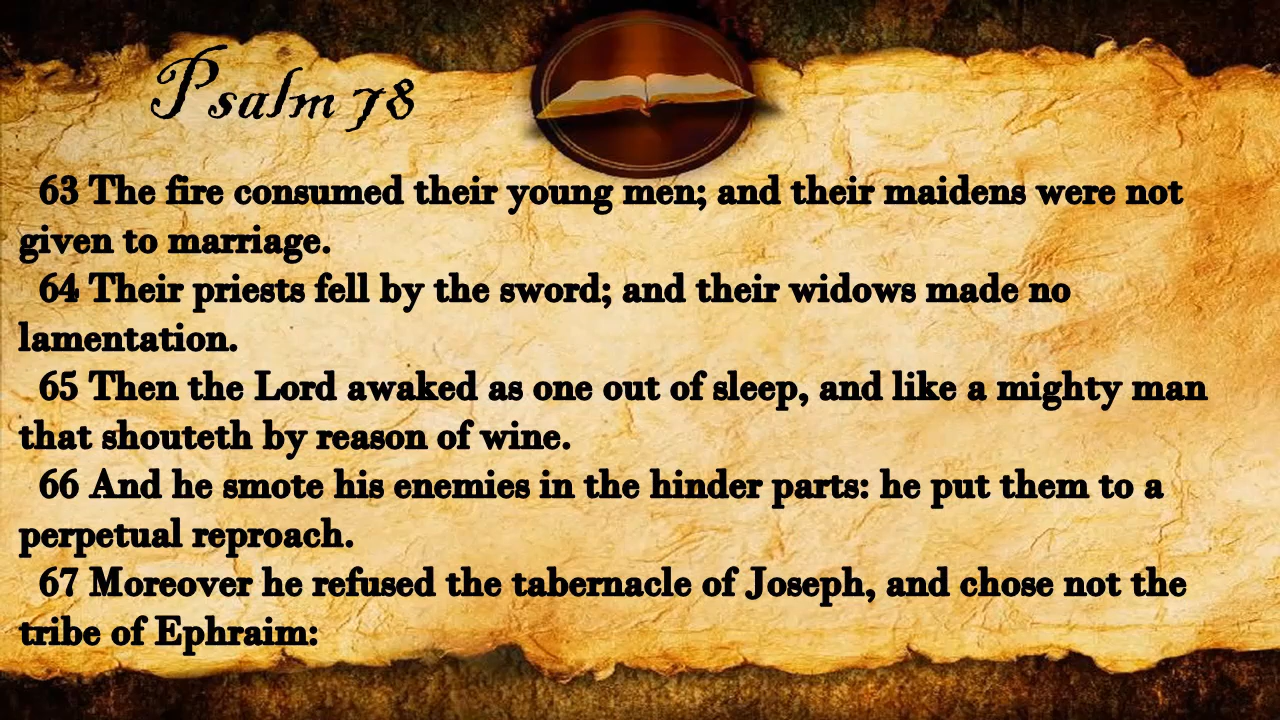 Psalm 78
63 The fire consumed their young men; and their maidens were not
given to marriage.
64 Their priests fell by the sword; and their widows made no
lamentation.
65 Then the Lord awaked as one out of sleep, and like a mighty man
that shouteth by reason of wine.
66 And he smote his enemies in the hinder parts: he put them to a
perpetual reproach.
67 Moreover he refused the tabernacle of Joseph, and chose not the
tribe of Ephraim: